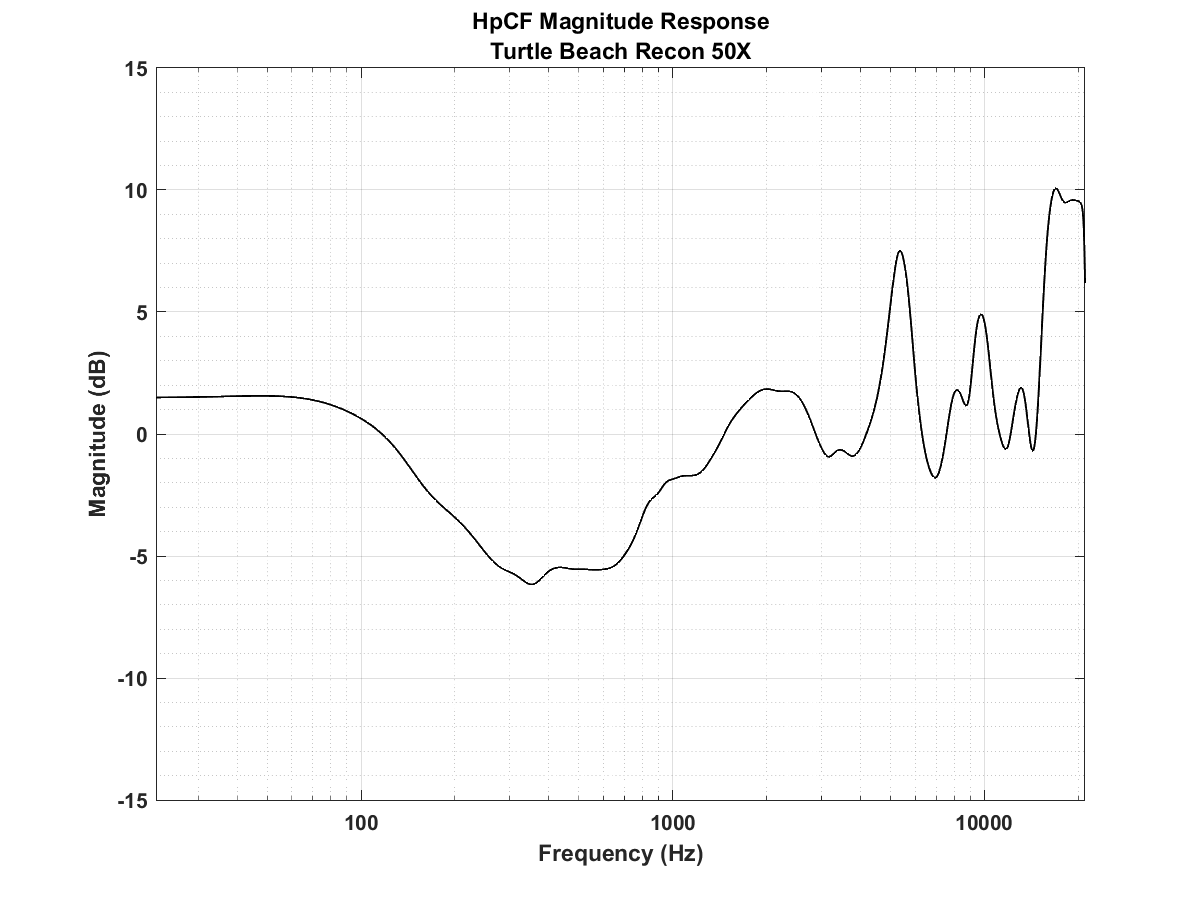 HpCF Magnitude Response
Turtle Beach Recon 50X
15
10
5
0
-5
-10
-15
Magnitude (dB)
100
1000
10000
Frequency (Hz)